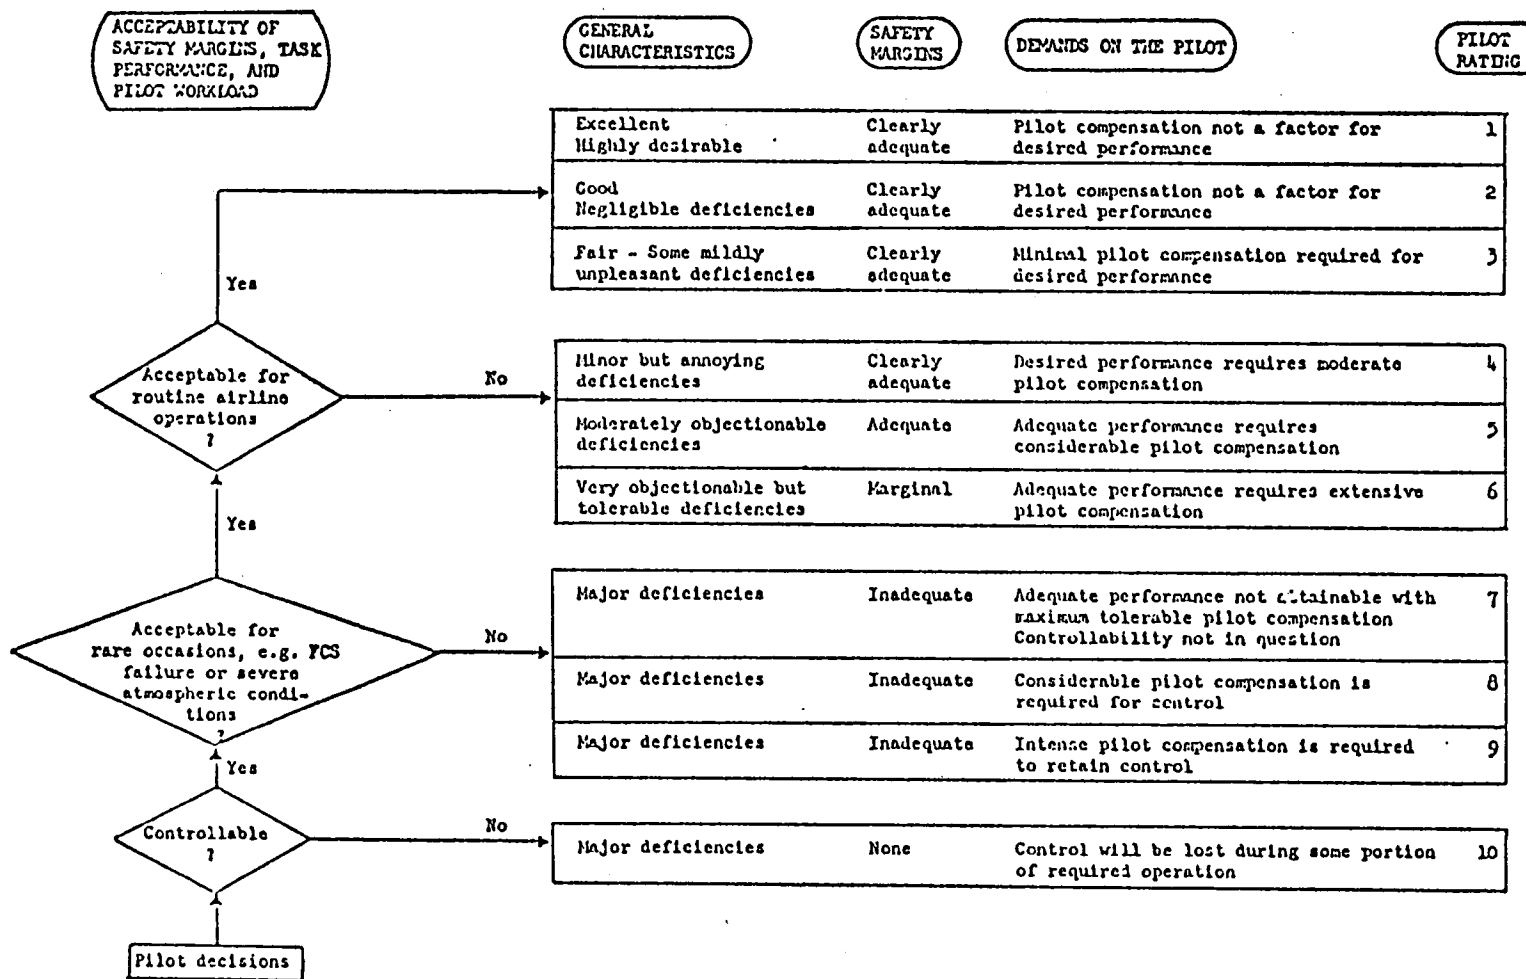 ACCEPTABILITY OF
SAFETY MARGINS, TASK
PERFORMANCE, AND
PILOT WORKLOAD
GENERAL
CHARACTERISTICS
SAFETY
MARGINS
DEMANDS ON THE PILOT
PILOT
RATING
Excellent
Highly desirable
Clearly
adequate
Pilot compensation not a factor for
desired performance
1
Good
Negligible deficiencies
Clearly
adequate
Pilot compensation not a factor for
desired performance
2
Fair - Some mildly
unpleasant deficiencies
Clearly
adequate
Minimal pilot compensation required for
desired performance
3
Yes
Acceptable for
routine airline
operations
?
No
Minor but annoying
deficiencies
Clearly
adequate
Desired performance requires moderate
pilot compensation
4
Moderately objectionable
deficiencies
Adequate
Adequate performance requires
considerable pilot compensation
5
Very objectionable but
tolerable deficiencies
Marginal
Adequate performance requires extensive
pilot compensation
6
Yes
Acceptable for
rare occasions, e.g. FCS
failure or severe
atmospheric condi-
tions
?
No
Major deficiencies
Inadequate
Adequate performance not attainable with
maximum tolerable pilot compensation
Controllability not in question
7
Major deficiencies
Inadequate
Considerable pilot compensation is
required for control
8
Major deficiencies
Inadequate
Intense pilot compensation is required
to retain control
9
Yes
Controllable
?
No
Major deficiencies
None
Control will be lost during some portion
of required operation
10
Pilot decisions